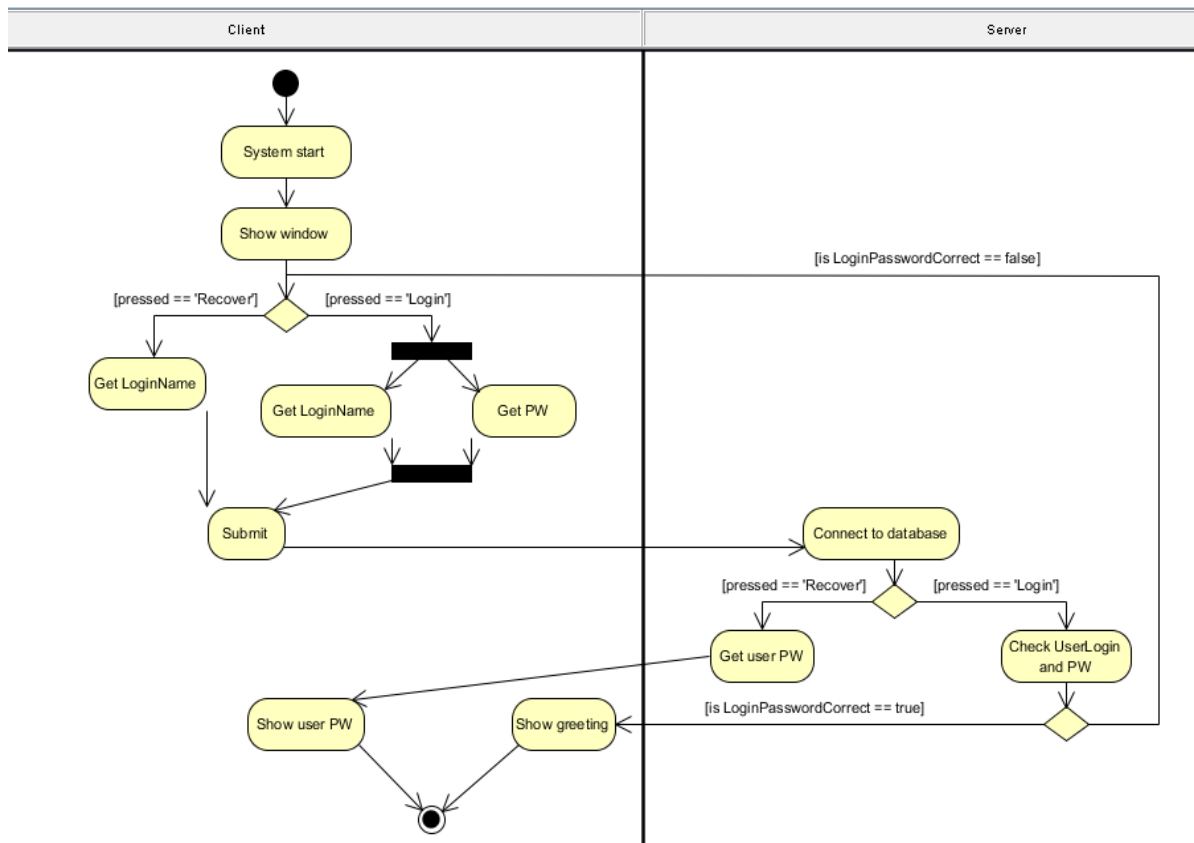 Client
Server
System start
Show window
[is LoginPasswordCorrect == false]
[pressed == 'Recover']
[pressed == 'Login']
Get LoginName
Get LoginName
Get PW
Submit
Connect to database
[pressed == 'Recover']
[pressed == 'Login']
Get user PW
Check UserLogin
and PW
[is LoginPasswordCorrect == true]
Show user PW
Show greeting